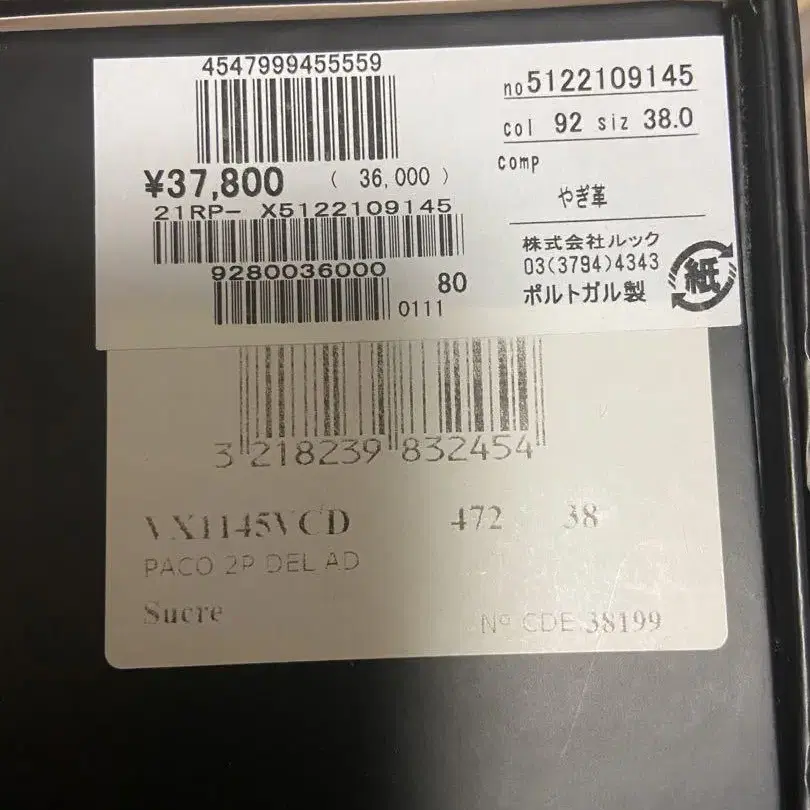 4547999455559
¥37,800 ( 36,000 )
21RP- X5122109145
9280036000
80
0111
no5122109145
col 92 siz 38.0
comp
やぎ革
株式会社ルック
03(3794)4343
ポルトガル製
紙
3 218239 832454
VX1145VCD 472 38
PACO 2P DEL AD
Sucre
Nº CDE 38199